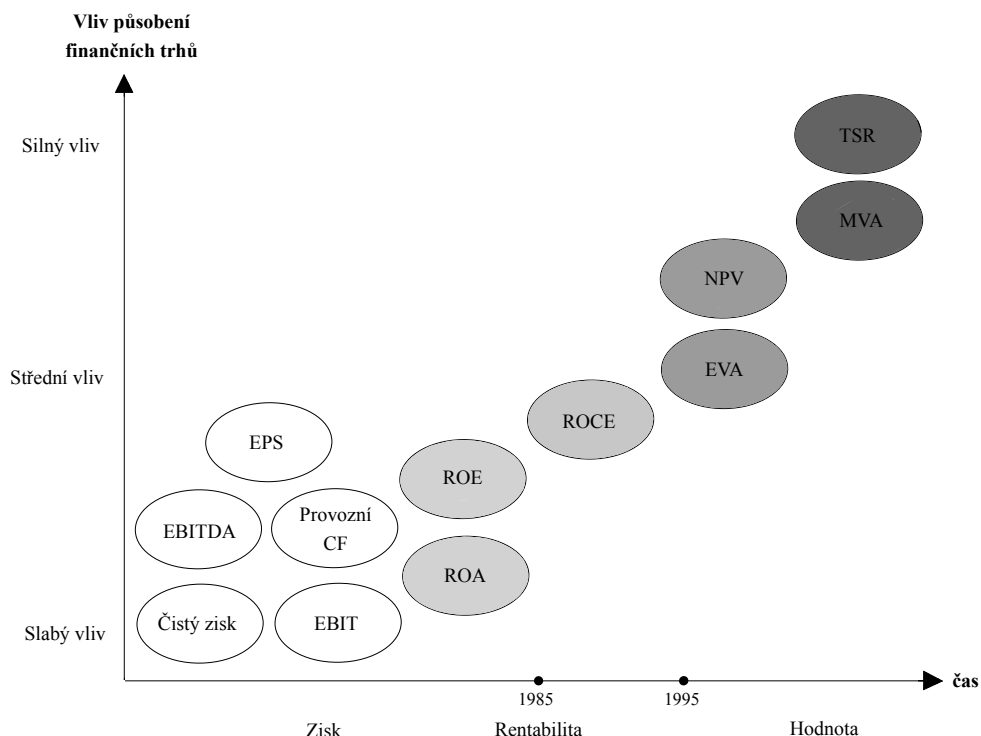 Vliv působení
finančních trhů
Silný vliv
TSR
MVA
NPV
Střední vliv
EVA
ROCE
EPS
ROE
EBITDA
Provozní
CF
ROA
Slabý vliv
Čistý zisk
EBIT
čas
1985
1995
Zisk
Rentabilita
Hodnota